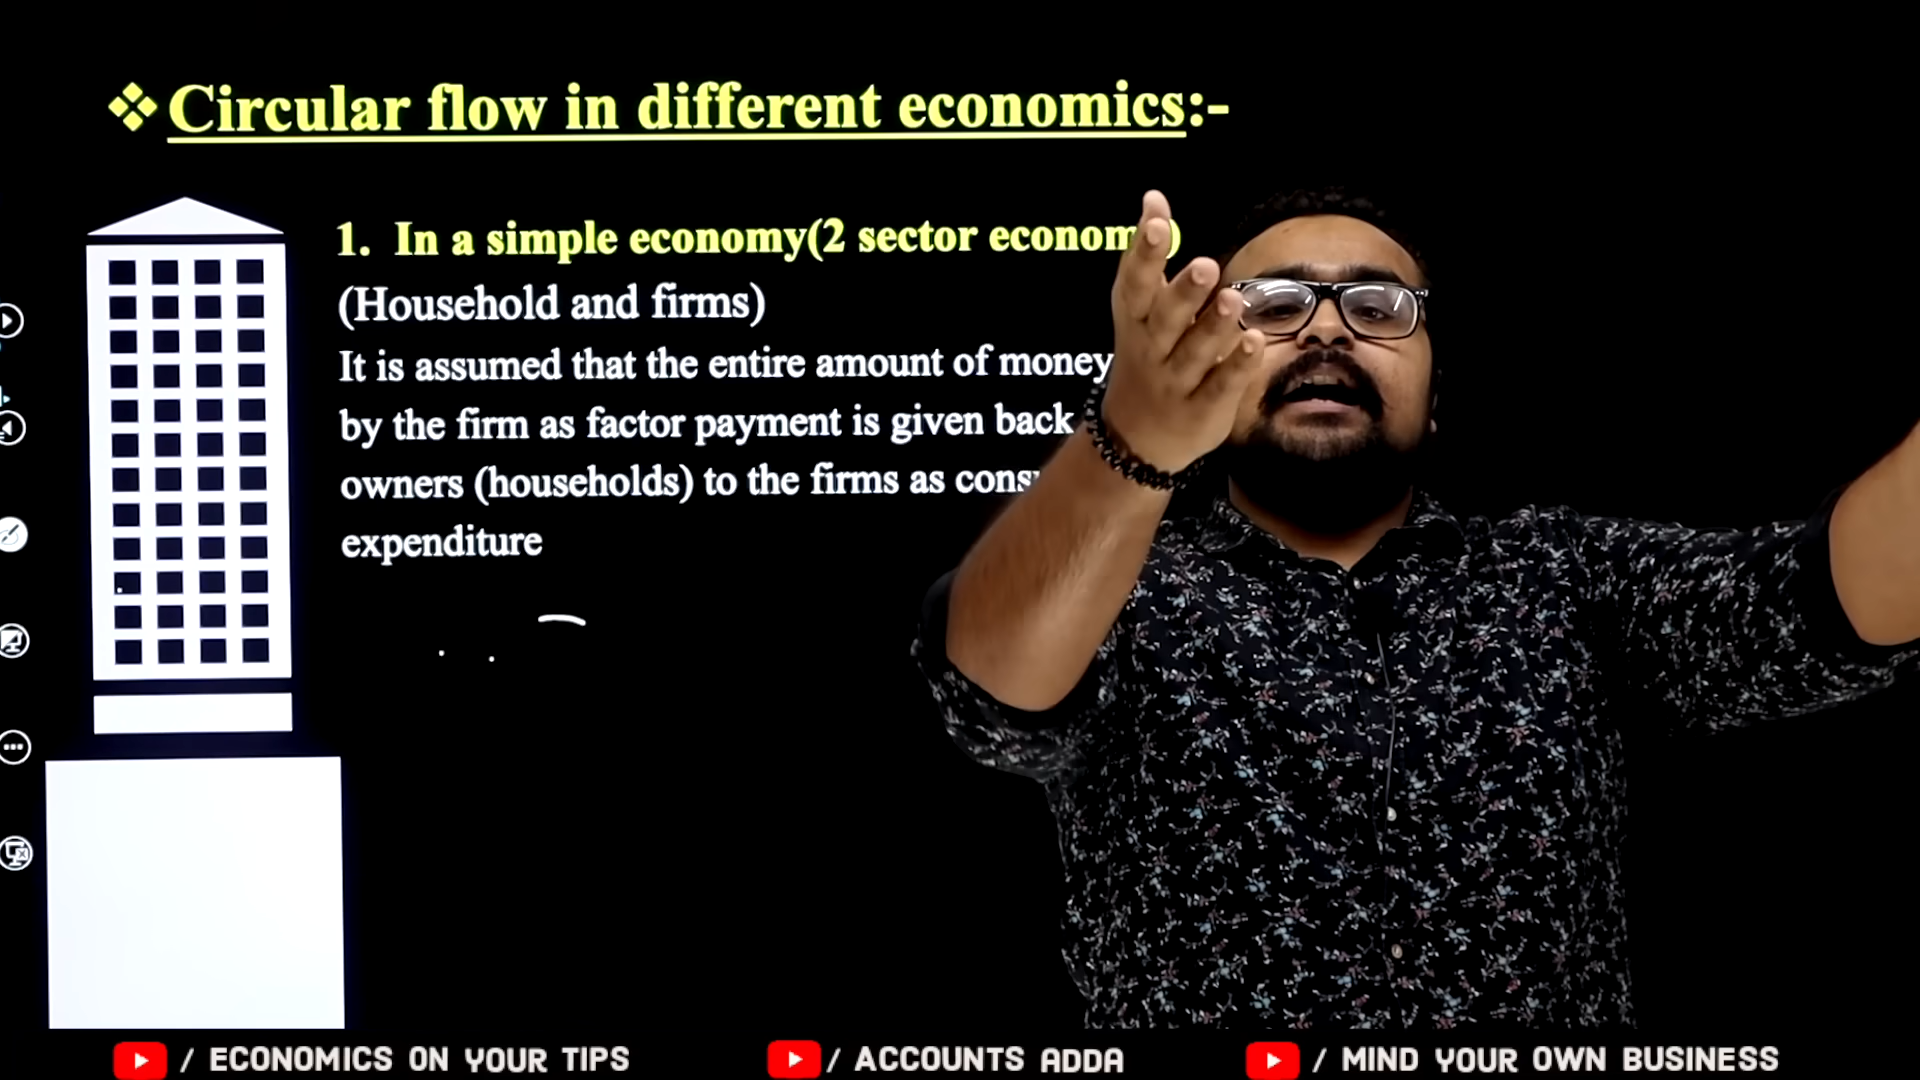 ❖ Circular flow in different economics:-
1. In a simple economy(2 sector econom )
(Household and firms)
It is assumed that the entire amount of money
by the firm as factor payment is given back
owners (households) to the firms as
expenditure
/ ECONOMICS ON YOUR TIPS
/ ACCOUNTS ADDA
/ MIND YOUR OWN BUSINESS